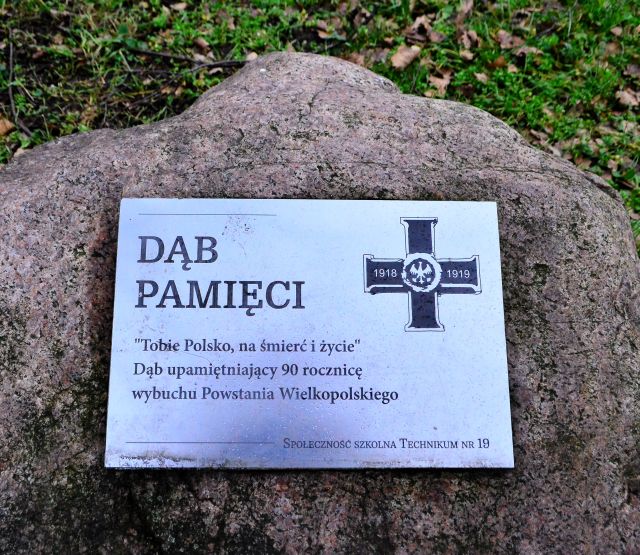 DĄB
PAMIĘCI
1918 1919
"Tobie Polsko, na śmierć i życie"
Dąb upamiętniający 90 rocznicę
wybuchu Powstania Wielkopolskiego
Społeczność szkolna Technikum nr 19